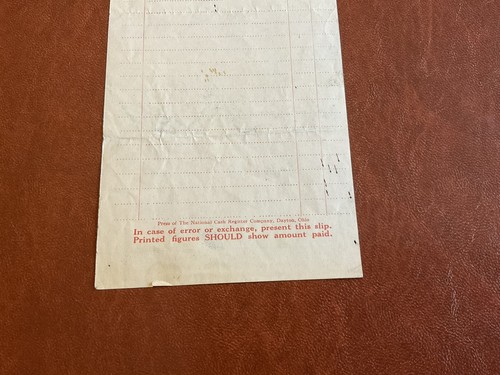 Press of The National Cash Register Company, Dayton, Ohio
In case of error or exchange, present this slip.
Printed figures SHOULD show amount paid.